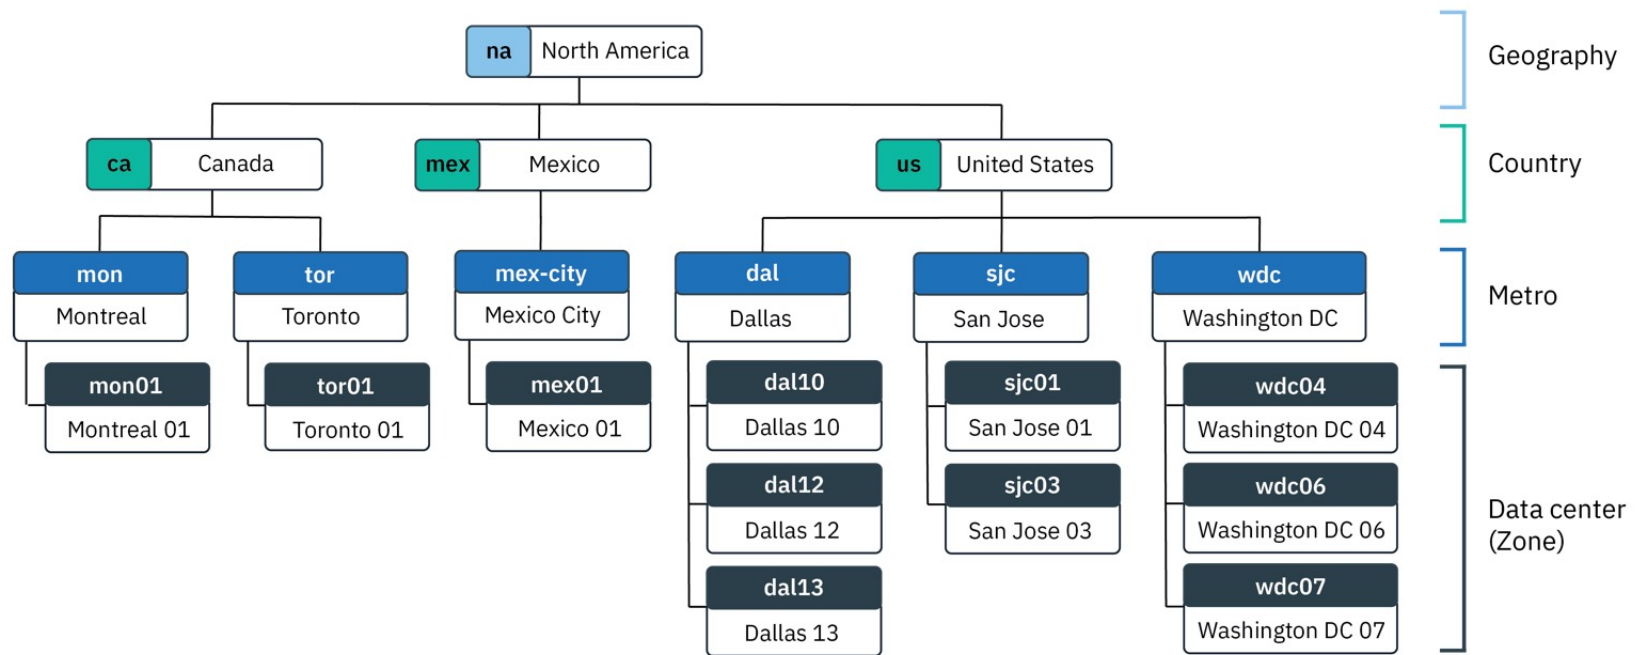 na North America
Geography
ca Canada
mex Mexico
us United States
Country
mon
Montreal
tor
Toronto
mex-city
Mexico City
dal
Dallas
sjc
San Jose
wdc
Washington DC
Metro
mon01
Montreal 01
tor01
Toronto 01
mex01
Mexico 01
dal10
Dallas 10
dal12
Dallas 12
dal13
Dallas 13
sjc01
San Jose 01
sjc03
San Jose 03
wdc04
Washington DC 04
wdc06
Washington DC 06
wdc07
Washington DC 07
Data center
(Zone)